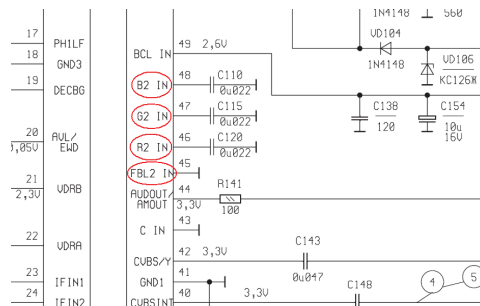 1N4148
560
17
PH1LF
18
GND3
19
DECBG
20
AVL/
EWD
21
VDRB
2,3V
22
VDRA
23
IFIN1
24
IFIN2
BCL IN
49
2,6V
B2 IN
48
C110
0u022
G2 IN
47
C115
0u022
R2 IN
46
C120
0u022
FBL2 IN
45
AUDOUT/
AMOUT
44
3,3V
R141
100
C IN
43
CVBS/Y
42
3,3V
C143
0u047
GND1
41
CVBSINT
40
3,3V
C148
VD104
1N4148
VD106
KC126Ж
C138
120
C154
10u
16V
4
5